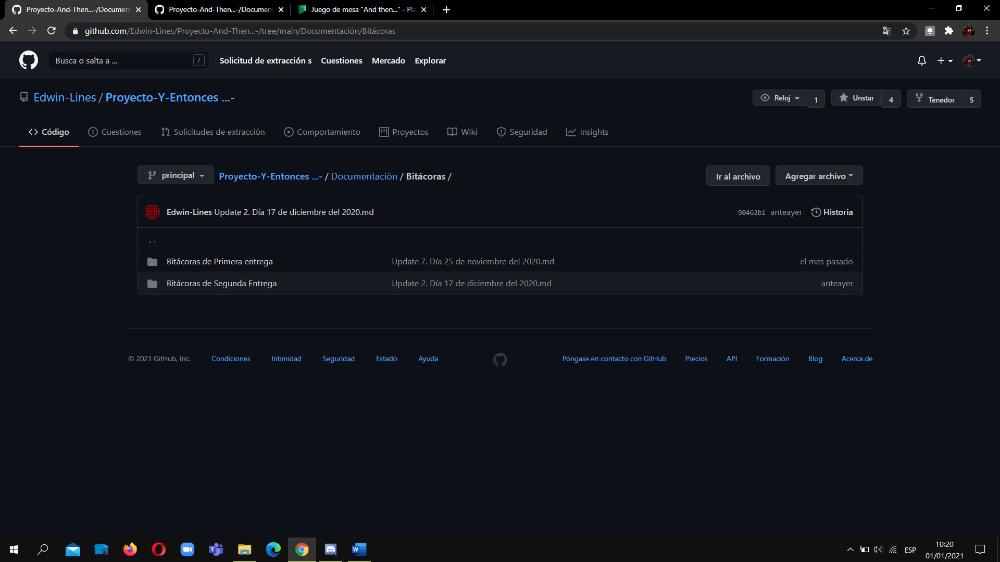 Proyecto-And-Then...-/Document
Proyecto-And-Then...-/Document
Juego de mesa "And then..." - Pla
github.com/Edwin-Lines/Proyecto-And-Then...-/tree/main/Documentación/Bitácoras
Busca o salta a ...
/
Solicitud de extracción s
Cuestiones
Mercado
Explorar
Edwin-Lines / Proyecto-Y-Entonces ...-
Reloj
1
Unstar
4
Tenedor
5
Código
Cuestiones
Solicitudes de extracción
Comportamiento
Proyectos
Wiki
Seguridad
Insights
principal
Proyecto-Y-Entonces ...- / Documentación / Bitácoras /
Ir al archivo
Agregar archivo
Edwin-Lines Update 2. Día 17 de diciembre del 2020.md
90462b1 anteayer
Historia
..
Bitácoras de Primera entrega
Update 7. Día 25 de noviembre del 2020.md
el mes pasado
Bitácoras de Segunda Entrega
Update 2. Día 17 de diciembre del 2020.md
anteayer
© 2021 GitHub, Inc.
Condiciones
Intimidad
Seguridad
Estado
Ayuda
Póngase en contacto con GitHub
Precios
API
Formación
Blog
Acerca de
ESP
10:20
01/01/2021